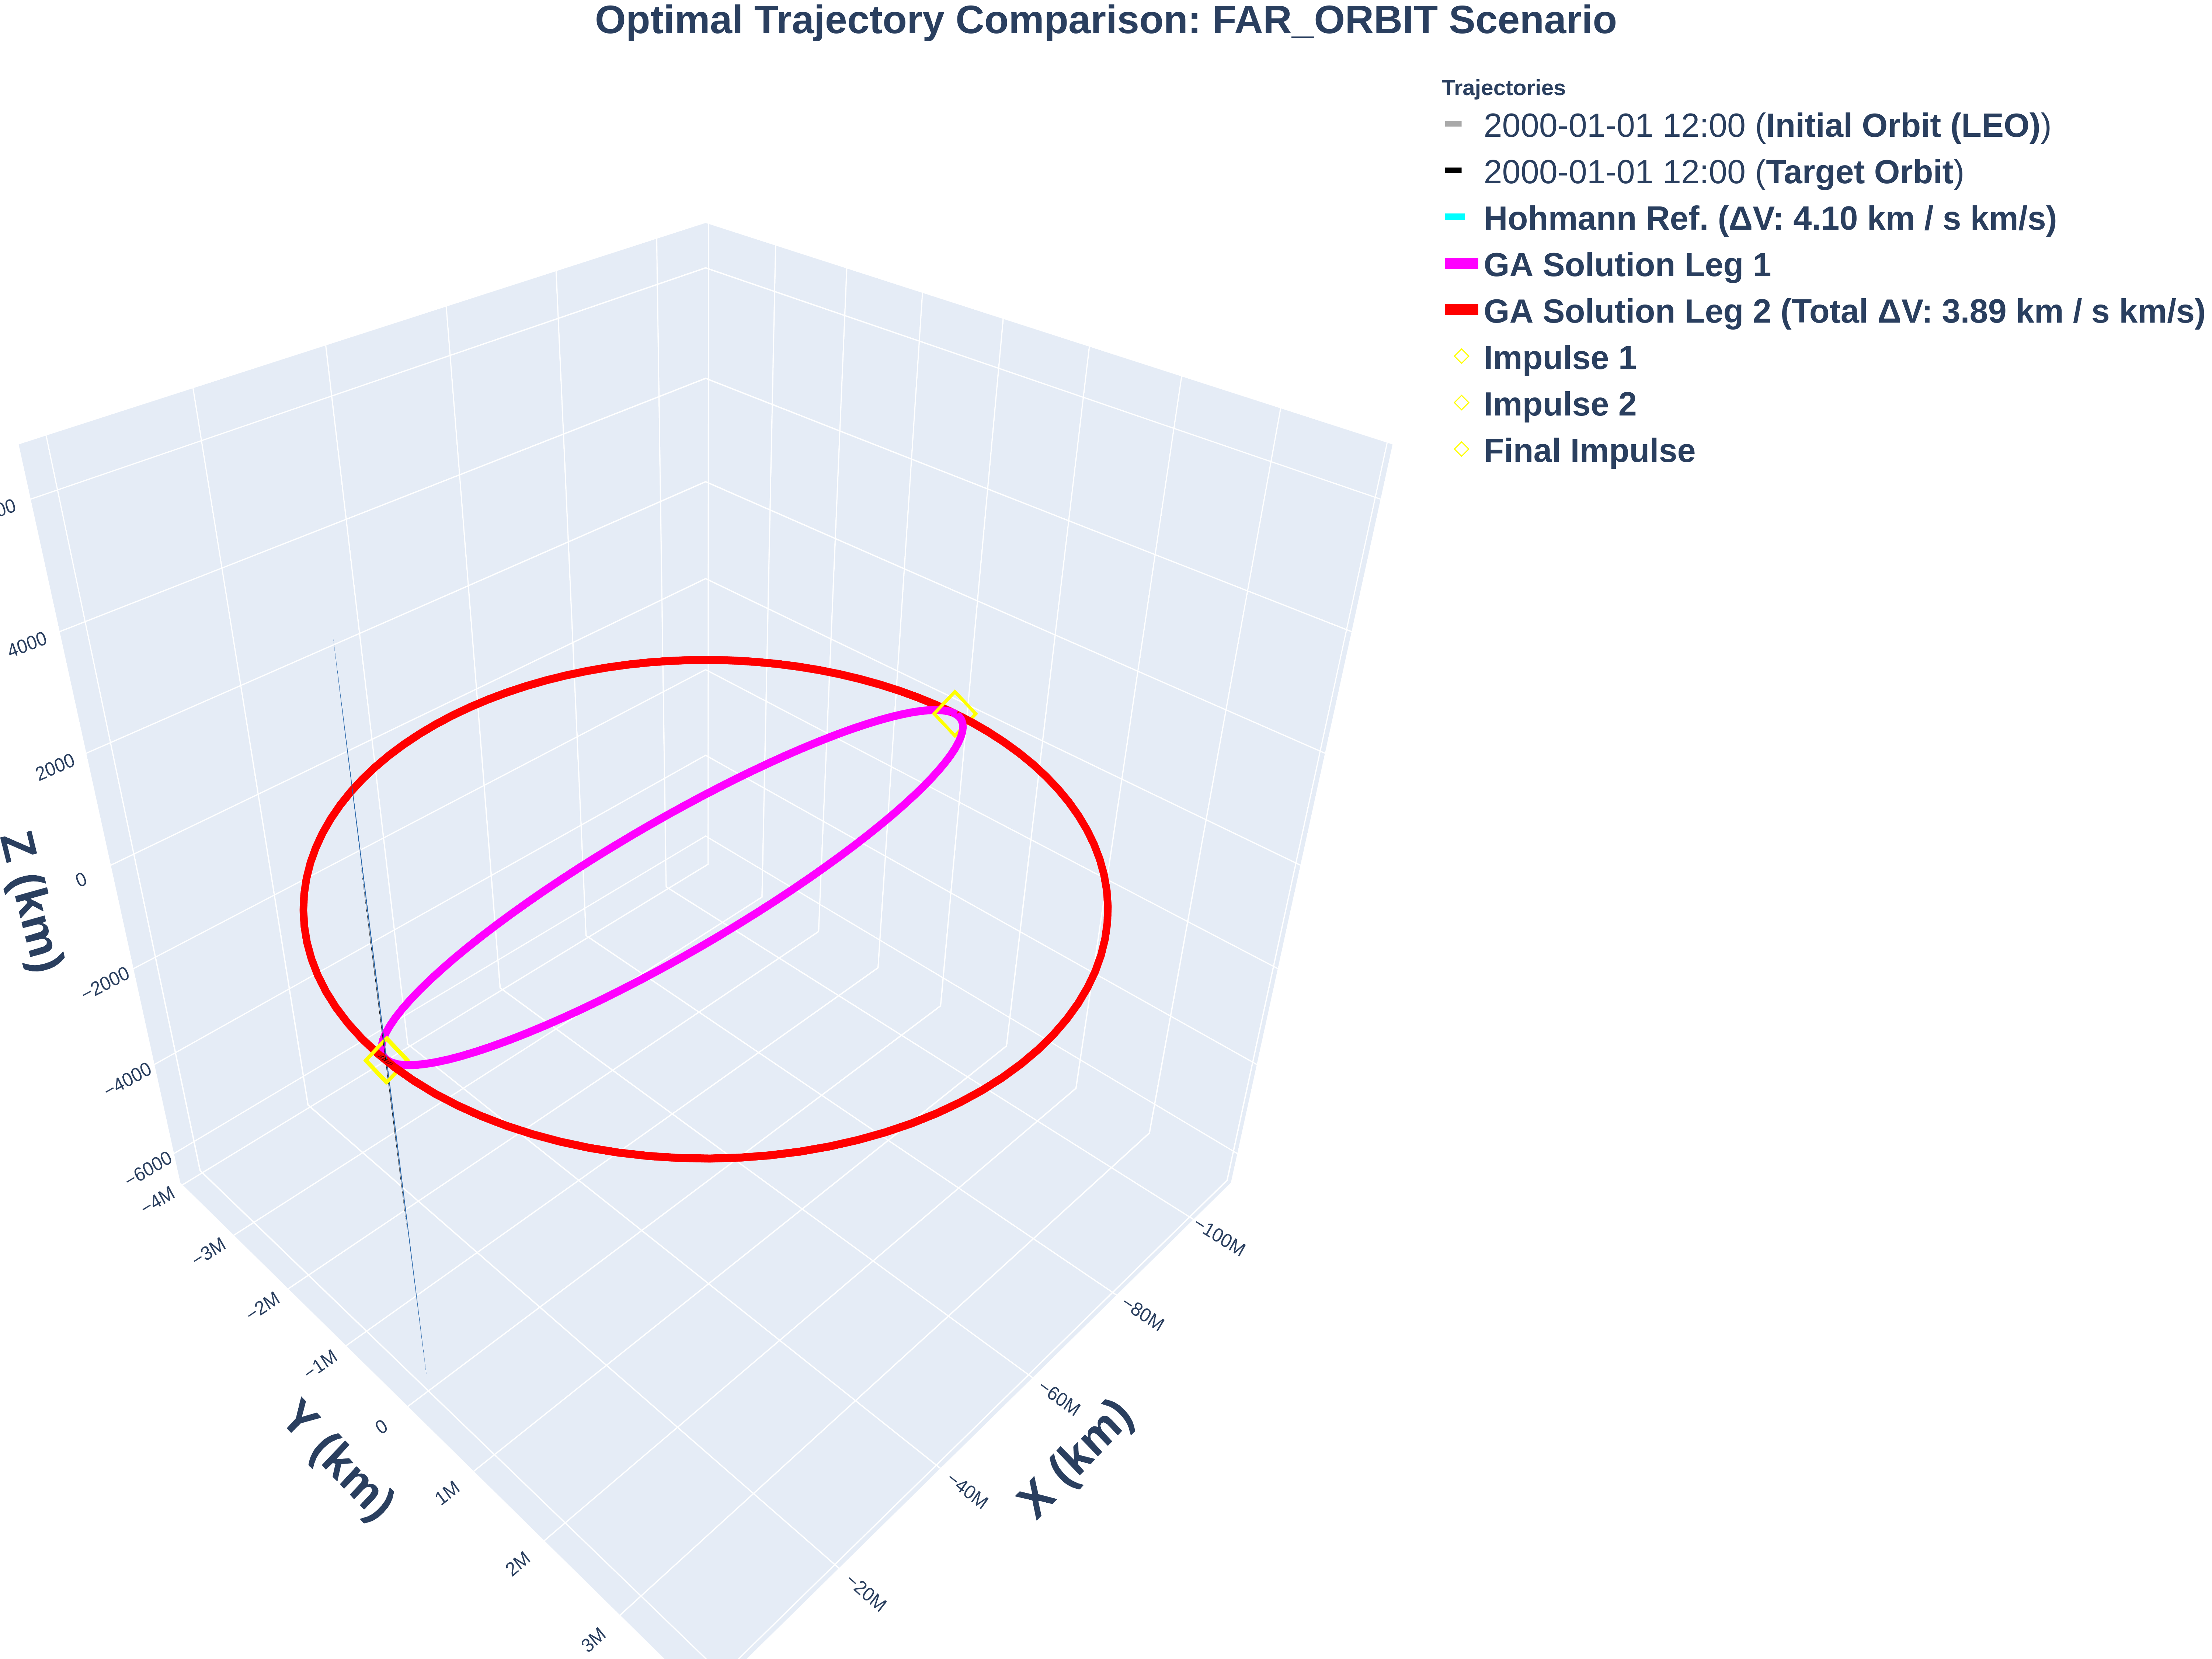 Optimal Trajectory Comparison: FAR_ORBIT Scenario
Trajectories
2000-01-01 12:00 (Initial Orbit (LEO))
2000-01-01 12:00 (Target Orbit)
Hohmann Ref. (ΔV: 4.10 km / s km/s)
GA Solution Leg 1
GA Solution Leg 2 (Total ΔV: 3.89 km / s km/s)
Impulse 1
Impulse 2
Final Impulse
4000
2000
0
−2000
−4000
−6000
Z (km)
−4M
−3M
−2M
−1M
0
1M
2M
3M
Y (km)
−100M
−80M
−60M
−40M
−20M
X (km)